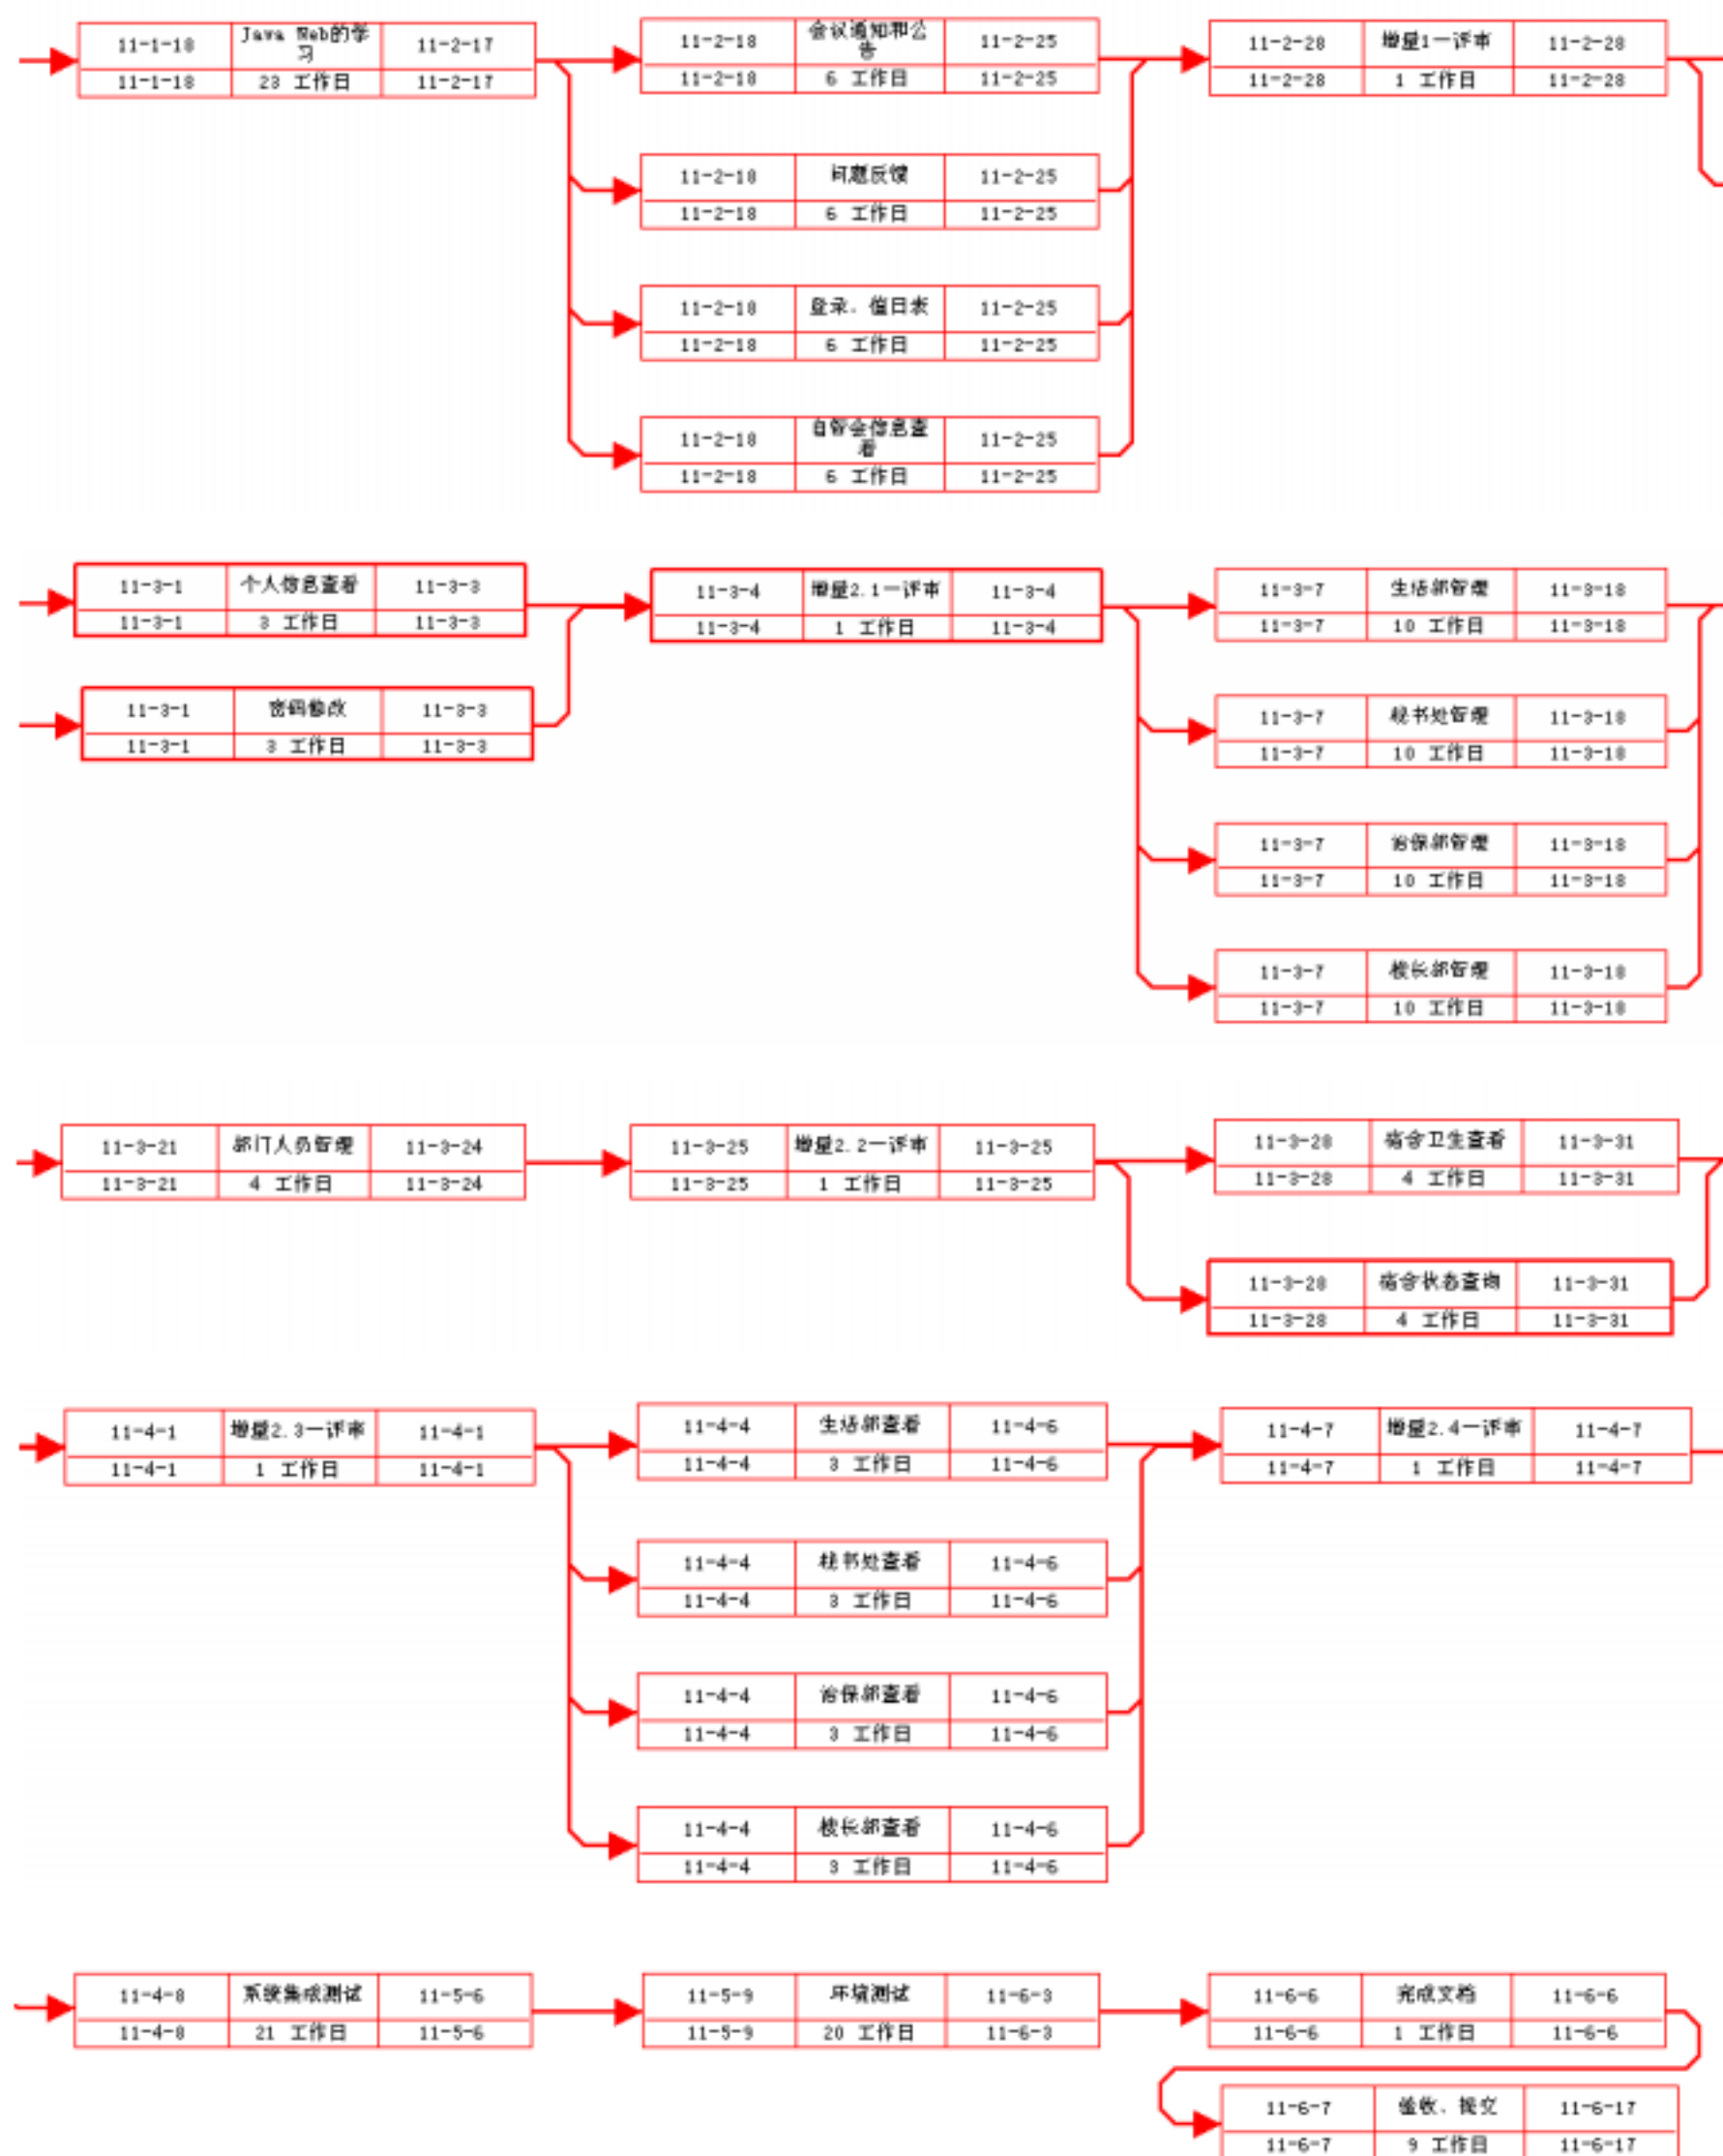 11-1-18 Java Web的学 11-2-17
习
11-1-18 23 工作日 11-2-17
11-2-18 会议通知和公 11-2-25
告
11-2-18 6 工作日 11-2-25
11-2-28 增量1—评审 11-2-28
11-2-28 1 工作日 11-2-28
11-2-18 问题反馈 11-2-25
11-2-18 6 工作日 11-2-25
11-2-18 登录、值日表 11-2-25
11-2-18 6 工作日 11-2-25
11-2-18 自管会信息查 11-2-25
看
11-2-18 6 工作日 11-2-25
11-3-1 个人信息查看 11-3-3
11-3-1 3 工作日 11-3-3
11-3-4 增量2.1—评审 11-3-4
11-3-4 1 工作日 11-3-4
11-3-7 生活部管理 11-3-18
11-3-7 10 工作日 11-3-18
11-3-1 密码修改 11-3-3
11-3-1 3 工作日 11-3-3
11-3-7 秘书处管理 11-3-18
11-3-7 10 工作日 11-3-18
11-3-7 治保部管理 11-3-18
11-3-7 10 工作日 11-3-18
11-3-7 楼长部管理 11-3-18
11-3-7 10 工作日 11-3-18
11-3-21 部门人员管理 11-3-24
11-3-21 4 工作日 11-3-24
11-3-25 增量2.2—评审 11-3-25
11-3-25 1 工作日 11-3-25
11-3-28 宿舍卫生查看 11-3-31
11-3-28 4 工作日 11-3-31
11-3-28 宿舍状态查询 11-3-31
11-3-28 4 工作日 11-3-31
11-4-1 增量2.3—评审 11-4-1
11-4-1 1 工作日 11-4-1
11-4-4 生活部查看 11-4-6
11-4-4 3 工作日 11-4-6
11-4-7 增量2.4—评审 11-4-7
11-4-7 1 工作日 11-4-7
11-4-4 秘书处查看 11-4-6
11-4-4 3 工作日 11-4-6
11-4-4 治保部查看 11-4-6
11-4-4 3 工作日 11-4-6
11-4-4 楼长部查看 11-4-6
11-4-4 3 工作日 11-4-6
11-4-8 系统集成测试 11-5-6
11-4-8 21 工作日 11-5-6
11-5-9 环境测试 11-6-3
11-5-9 20 工作日 11-6-3
11-6-6 完成文档 11-6-6
11-6-6 1 工作日 11-6-6
11-6-7 验收、提交 11-6-17
11-6-7 9 工作日 11-6-17